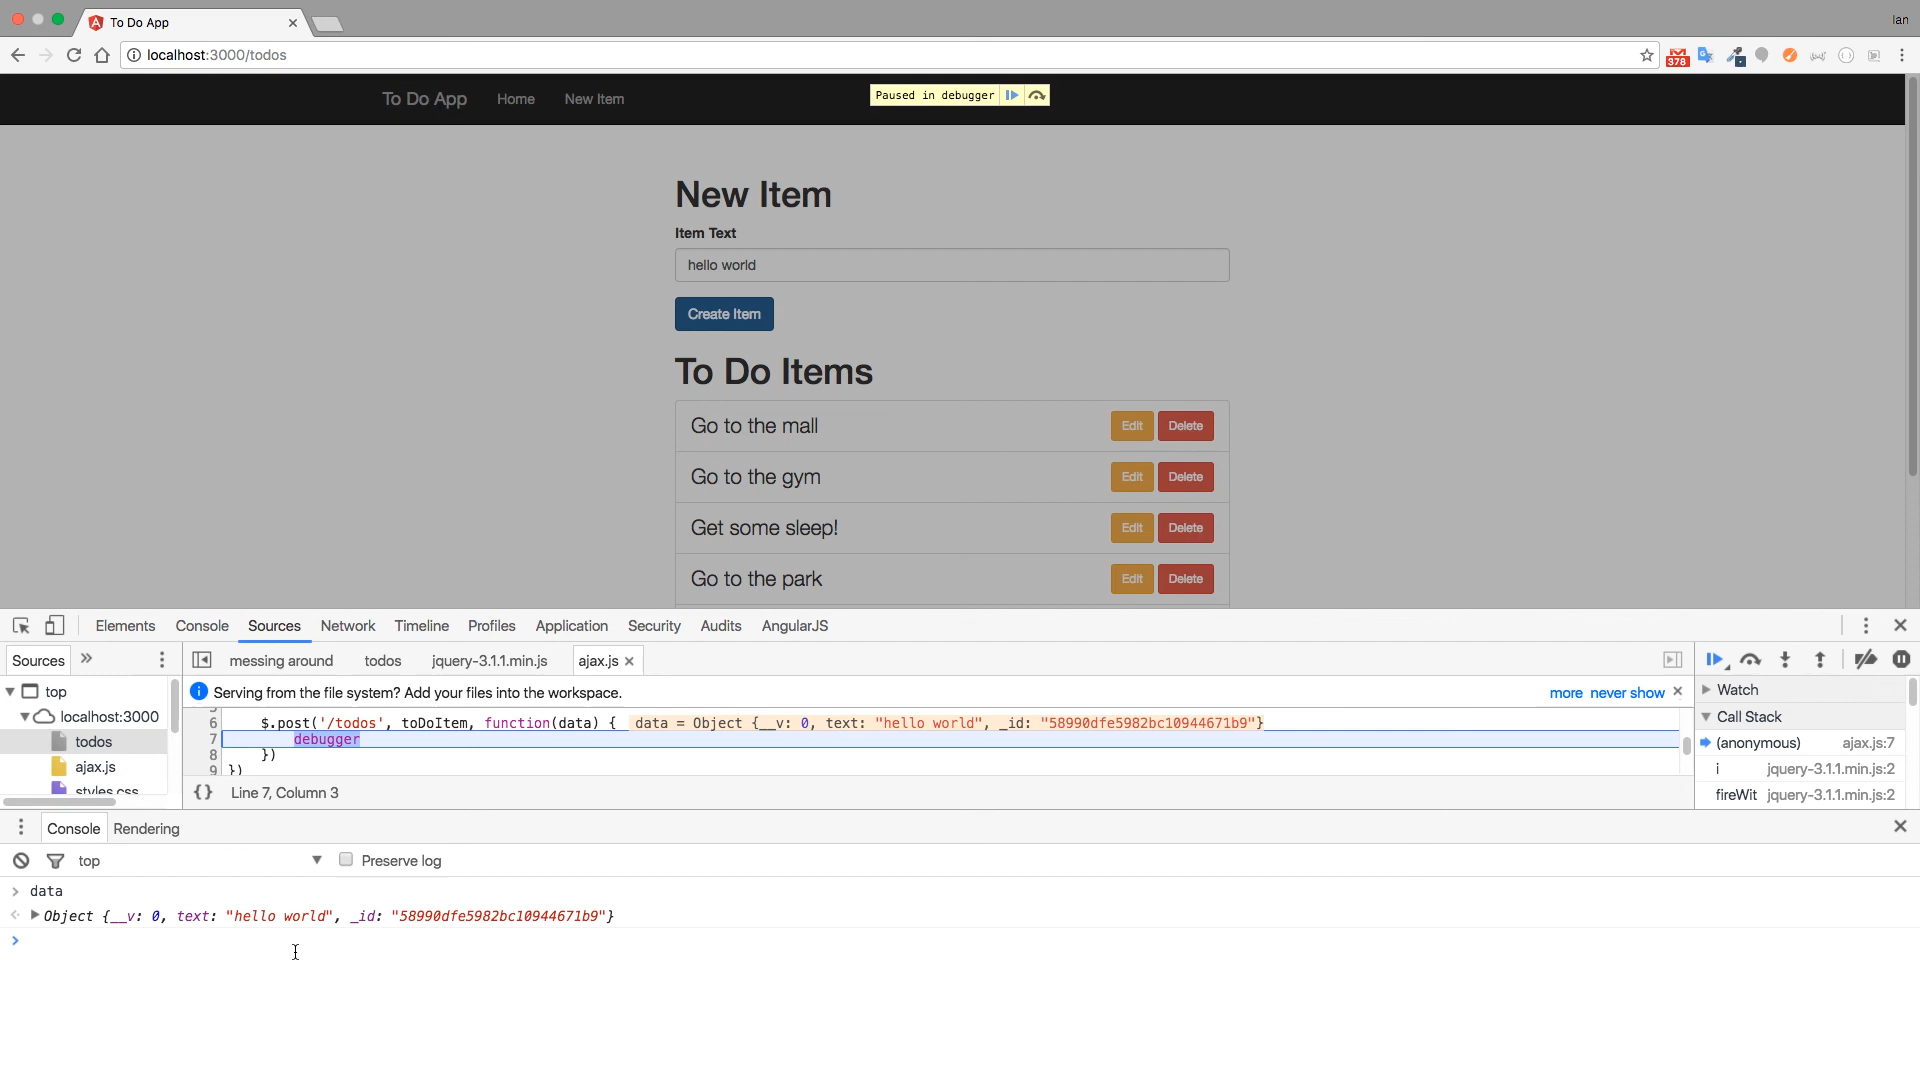 To Do App
Ian
localhost:3000/todos
378
To Do App Home New Item
Paused in debugger
New Item
Item Text
hello world
Create Item
To Do Items
Go to the mall Edit Delete
Go to the gym Edit Delete
Get some sleep! Edit Delete
Go to the park Edit Delete
Elements Console Sources Network Timeline Profiles Application Security Audits AngularJS
Sources messing around todos jquery-3.1.1.min.js ajax.js
Serving from the file system? Add your files into the workspace. more never show
top
localhost:3000
todos
ajax.js
styles.css
6 $.post('/todos', toDoItem, function(data) { data = Object {__v: 0, text: "hello world", _id: "58990dfe5982bc10944671b9"}
7 debugger
8 })
9 })
{} Line 7, Column 3
Watch
Call Stack
(anonymous) ajax.js:7
i jquery-3.1.1.min.js:2
fireWit jquery-3.1.1.min.js:2
Console Rendering
top Preserve log
data
Object {__v: 0, text: "hello world", _id: "58990dfe5982bc10944671b9"}